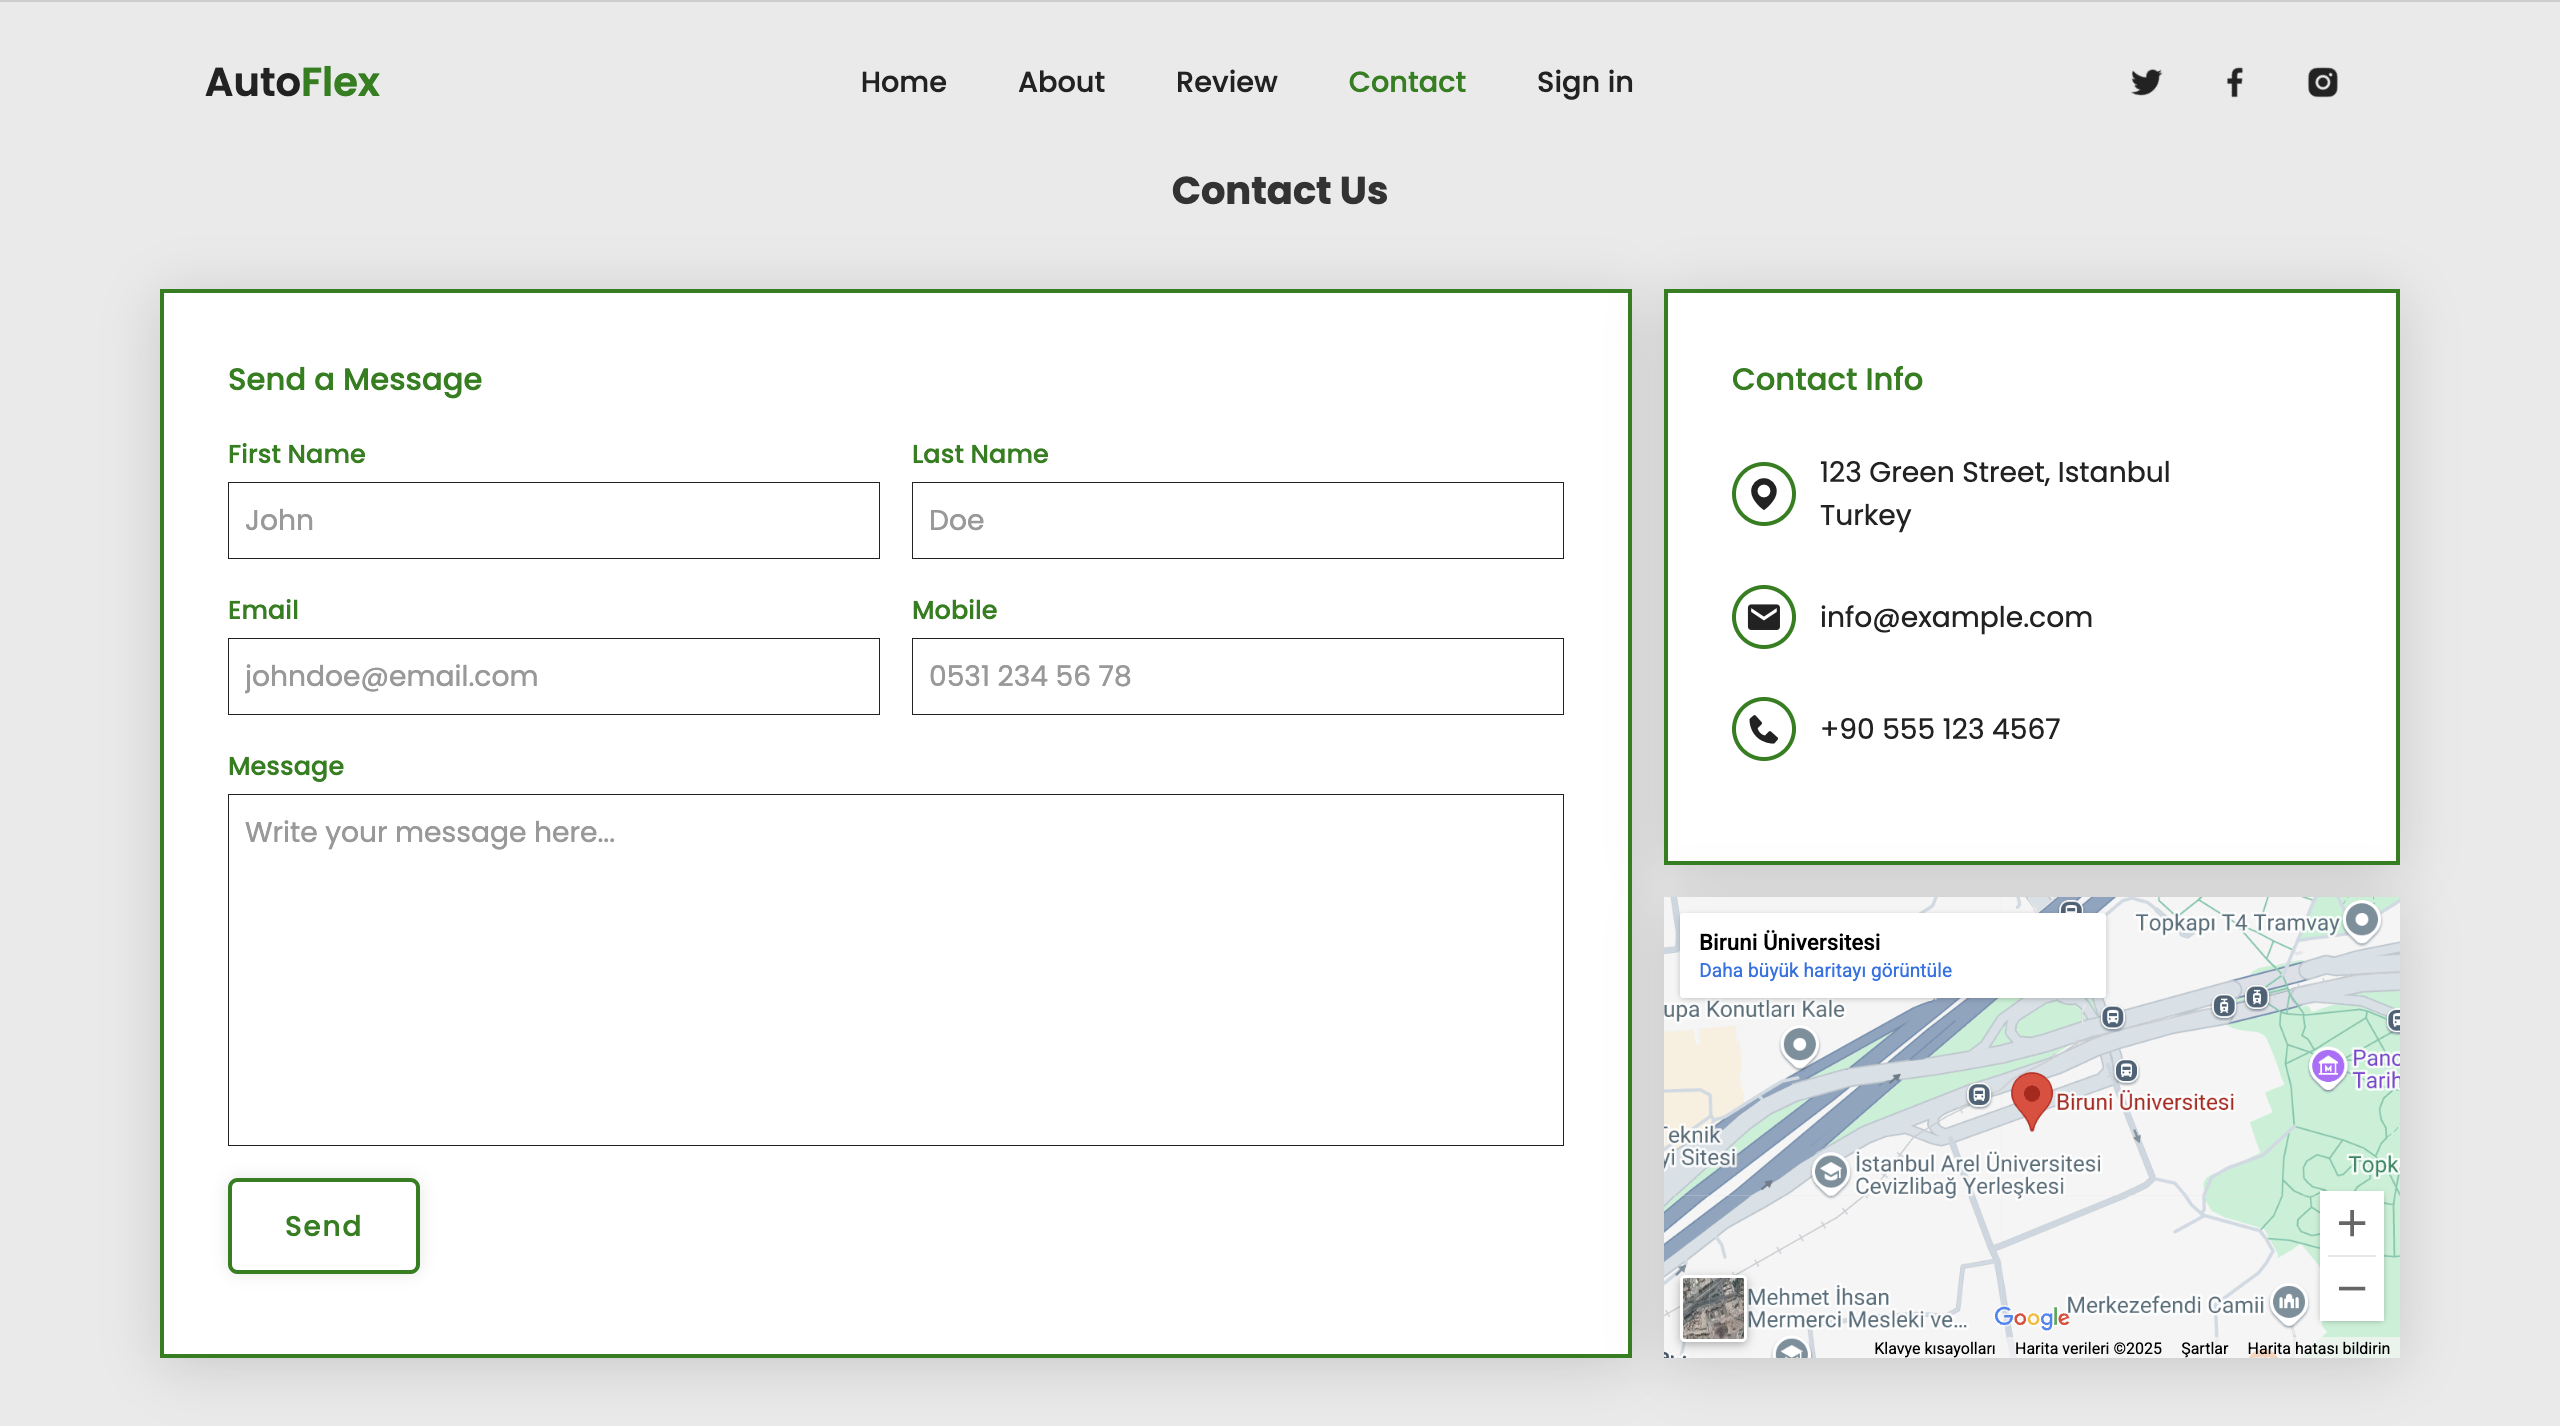 AutoFlex
Home
About
Review
Contact
Sign in
Contact Us
Send a Message
First Name
Last Name
John
Doe
Email
Mobile
johndoe@email.com
0531 234 56 78
Message
Write your message here...
Send
Contact Info
123 Green Street, Istanbul
Turkey
info@example.com
+90 555 123 4567
Topkapı T4 Tramvay
Biruni Üniversitesi
Daha büyük haritayı görüntüle
upa Konutları Kale
Pano
Tarih
Biruni Üniversitesi
Teknik
yi Sitesi
İstanbul Arel Üniversitesi
Cevizlibağ Yerleşkesi
Topk
Mehmet İhsan
Mermerci Mesleki ve...
Google
Merkezefendi Camii
Klavye kısayolları
Harita verileri ©2025
Şartlar
Harita hatası bildirin